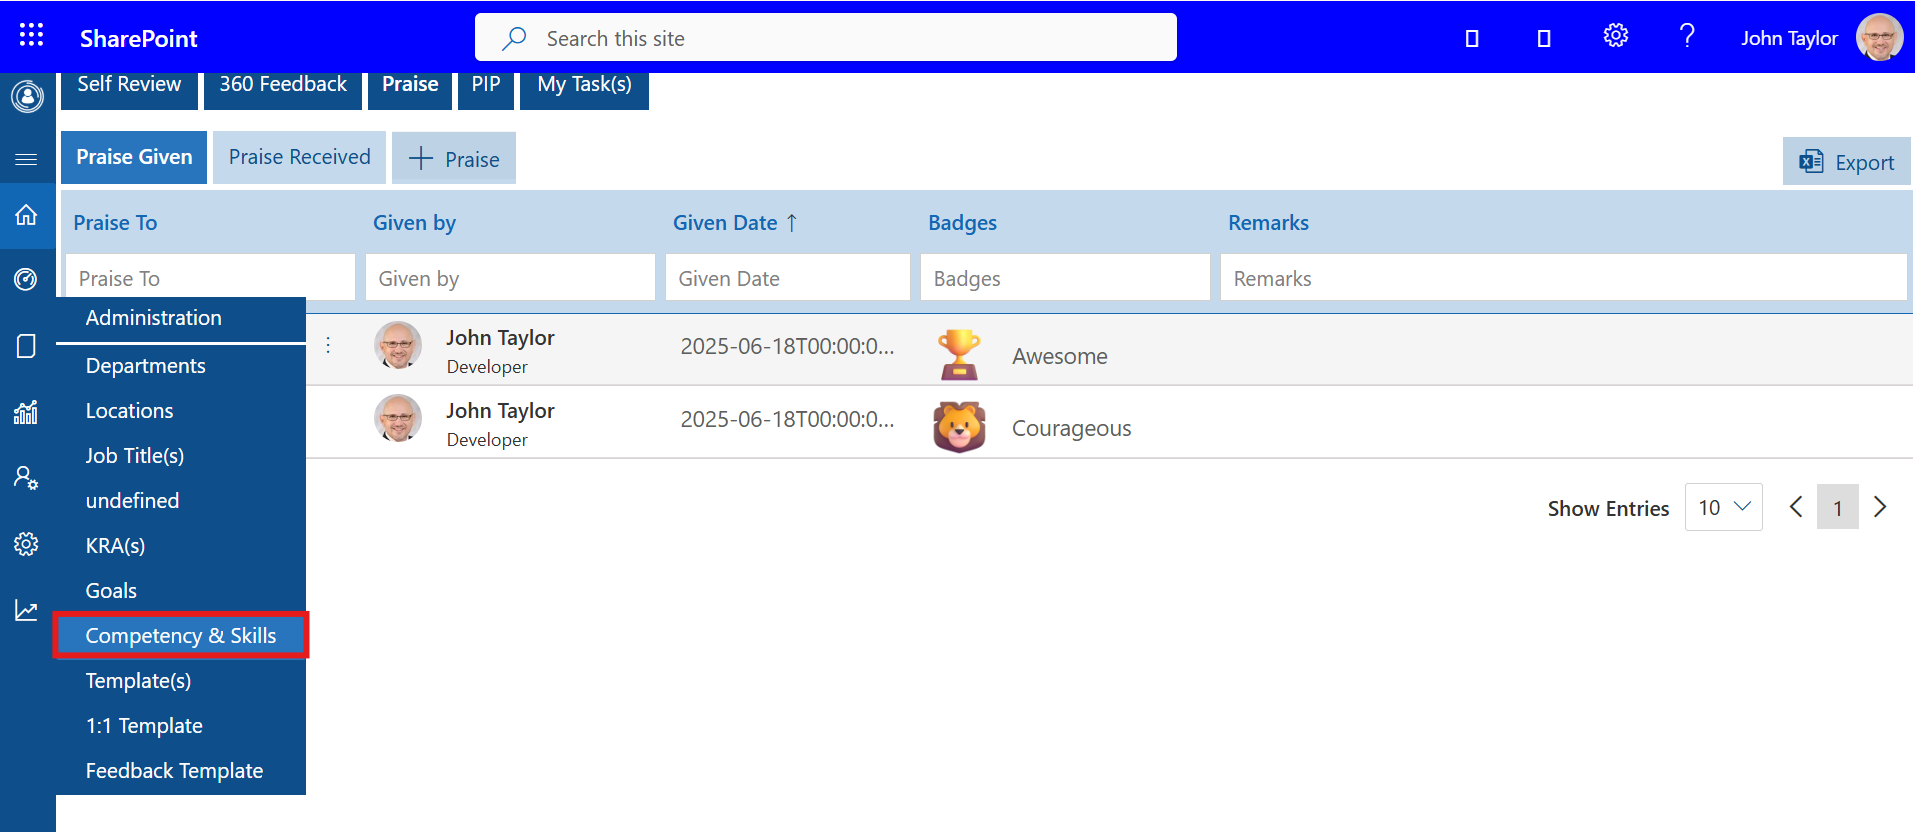 SharePoint
Search this site
John Taylor
Self Review
360 Feedback
Praise
PIP
My Task(s)
Praise Given
Praise Received
Praise
Export
Praise To
Given by
Given Date ↑
Badges
Remarks
Praise To
Given by
Given Date
Badges
Remarks
Administration
Departments
Locations
Job Title(s)
undefined
KRA(s)
Goals
Competency & Skills
Template(s)
1:1 Template
Feedback Template
John Taylor
Developer
2025-06-18T00:00:0...
Awesome
John Taylor
Developer
2025-06-18T00:00:0...
Courageous
Show Entries
10
1